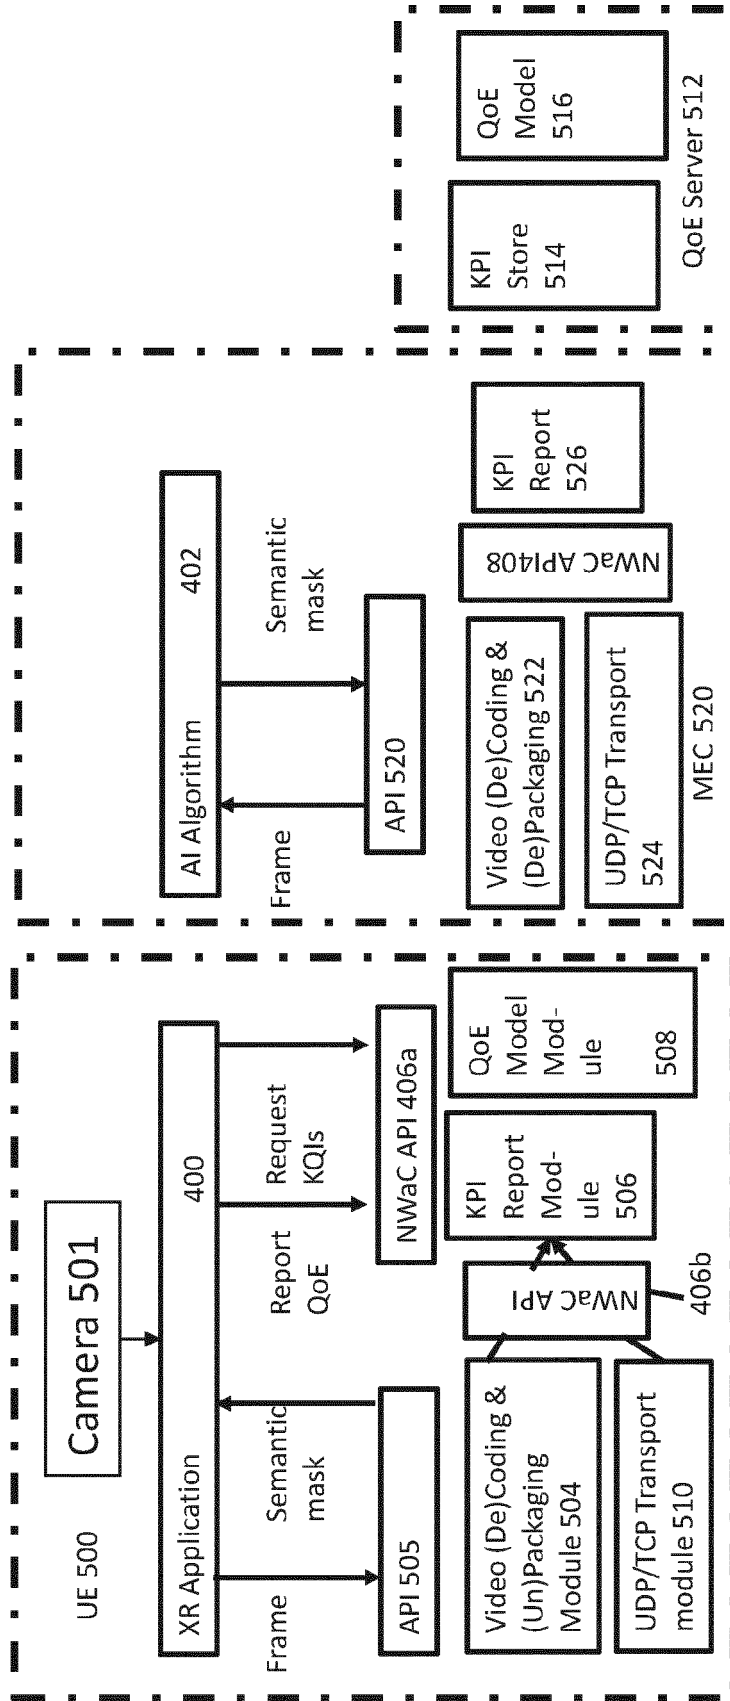 UE 500
Camera 501
XR Application 400
Frame
Semantic
mask
Report
QoE
Request
KQIs
API 505
NWaC API 406a
Video (De)Coding &
(Un)Packaging
Module 504
UDP/TCP Transport
module 510
NWaC API
406b
KPI
Report
Mod-
ule
506
QoE
Model
Mod-
ule
508
AI Algorithm 402
Frame
Semantic
mask
API 520
Video (De)Coding &
(De)Packaging 522
UDP/TCP Transport
524
NWaC API408
KPI
Report
526
MEC 520
KPI
Store
514
QoE
Model
516
QoE Server 512